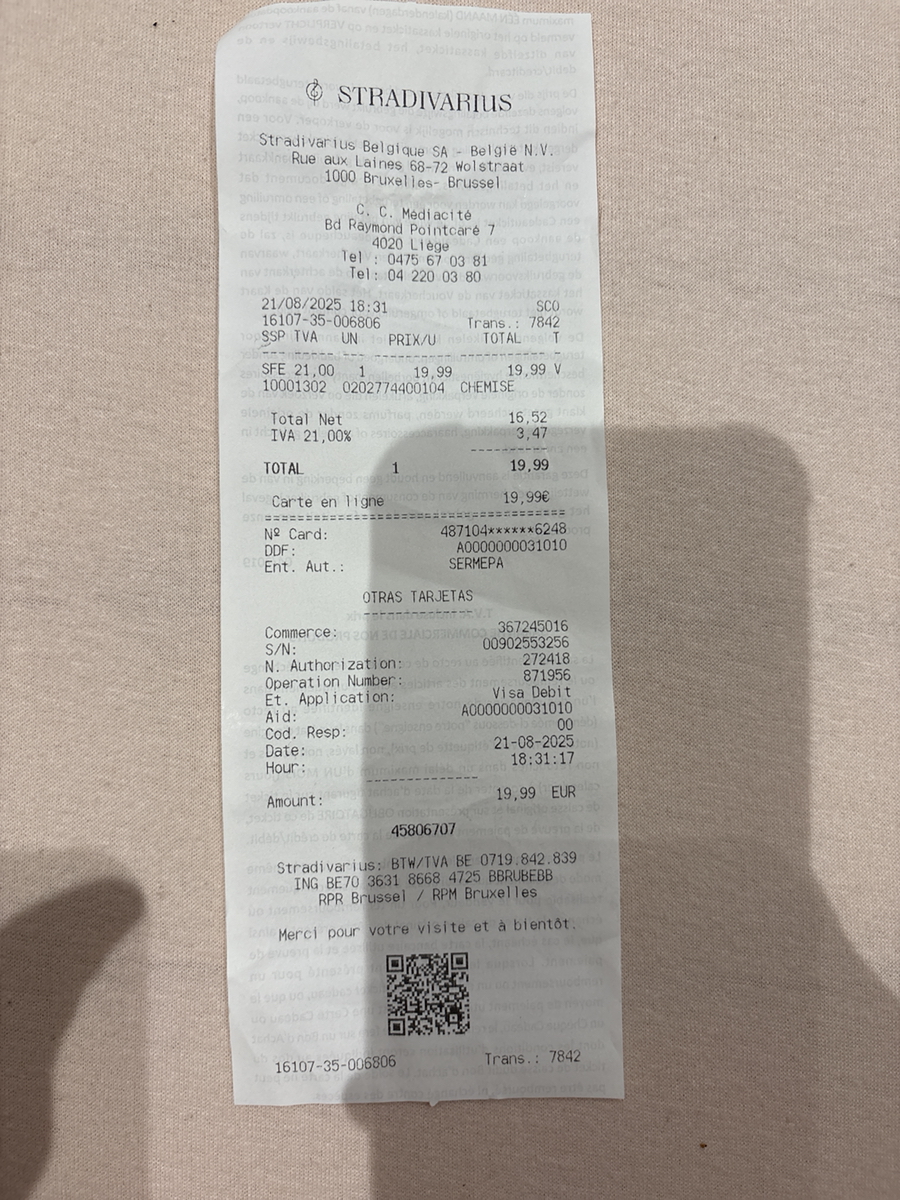 STRADIVARIUS
Stradivarius Belgique SA - België N.V.
Rue aux Laines 68-72 Wolstraat
1000 Bruxelles- Brussel
C. C. Médiacité
Bd Raymond Pointcaré 7
4020 Liège
Tel : 0475 67 03 81
Tel: 04 220 03 80
21/08/2025 18:31 SCO
16107-35-006806 Trans.: 7842
SSP TVA UN PRIX/U TOTAL T
SFE 21,00 1 19,99 19,99 V
10001302 0202774400104 CHEMISE
Total Net 16,52
IVA 21,00% 3,47
TOTAL 1 19,99
Carte en ligne 19,99€
Nº Card: 487104******6248
DDF: A0000000031010
Ent. Aut.: SERMEPA
OTRAS TARJETAS
Commerce: 367245016
S/N: 00902553256
N. Authorization: 272418
Operation Number: 871956
Et. Application: Visa Debit
Aid: A0000000031010
Cod. Resp: 00
Date: 21-08-2025
Hour: 18:31:17
Amount: 19,99 EUR
45806707
Stradivarius: BTW/TVA BE 0719.842.839
ING BE70 3631 8668 4725 BBRUBEBB
RPR Brussel / RPM Bruxelles
Merci pour votre visite et à bientôt.
16107-35-006806 Trans.: 7842